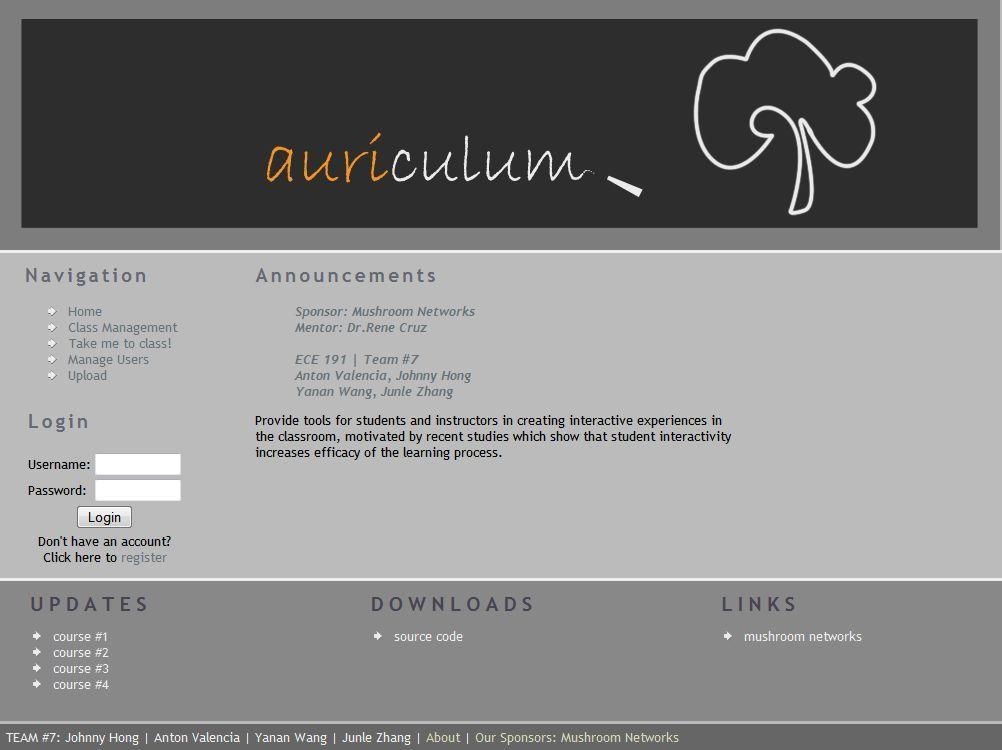 auriculum
Navigation
Home
Class Management
Take me to class!
Manage Users
Upload
Login
Username:
Password:
Login
Don't have an account?
Click here to register
Announcements
Sponsor: Mushroom Networks
Mentor: Dr.Rene Cruz
ECE 191 | Team #7
Anton Valencia, Johnny Hong
Yanan Wang, Junle Zhang
Provide tools for students and instructors in creating interactive experiences in
the classroom, motivated by recent studies which show that student interactivity
increases efficacy of the learning process.
UPDATES
course #1
course #2
course #3
course #4
DOWNLOADS
source code
LINKS
mushroom networks
TEAM #7: Johnny Hong | Anton Valencia | Yanan Wang | Junle Zhang | About | Our Sponsors: Mushroom Networks